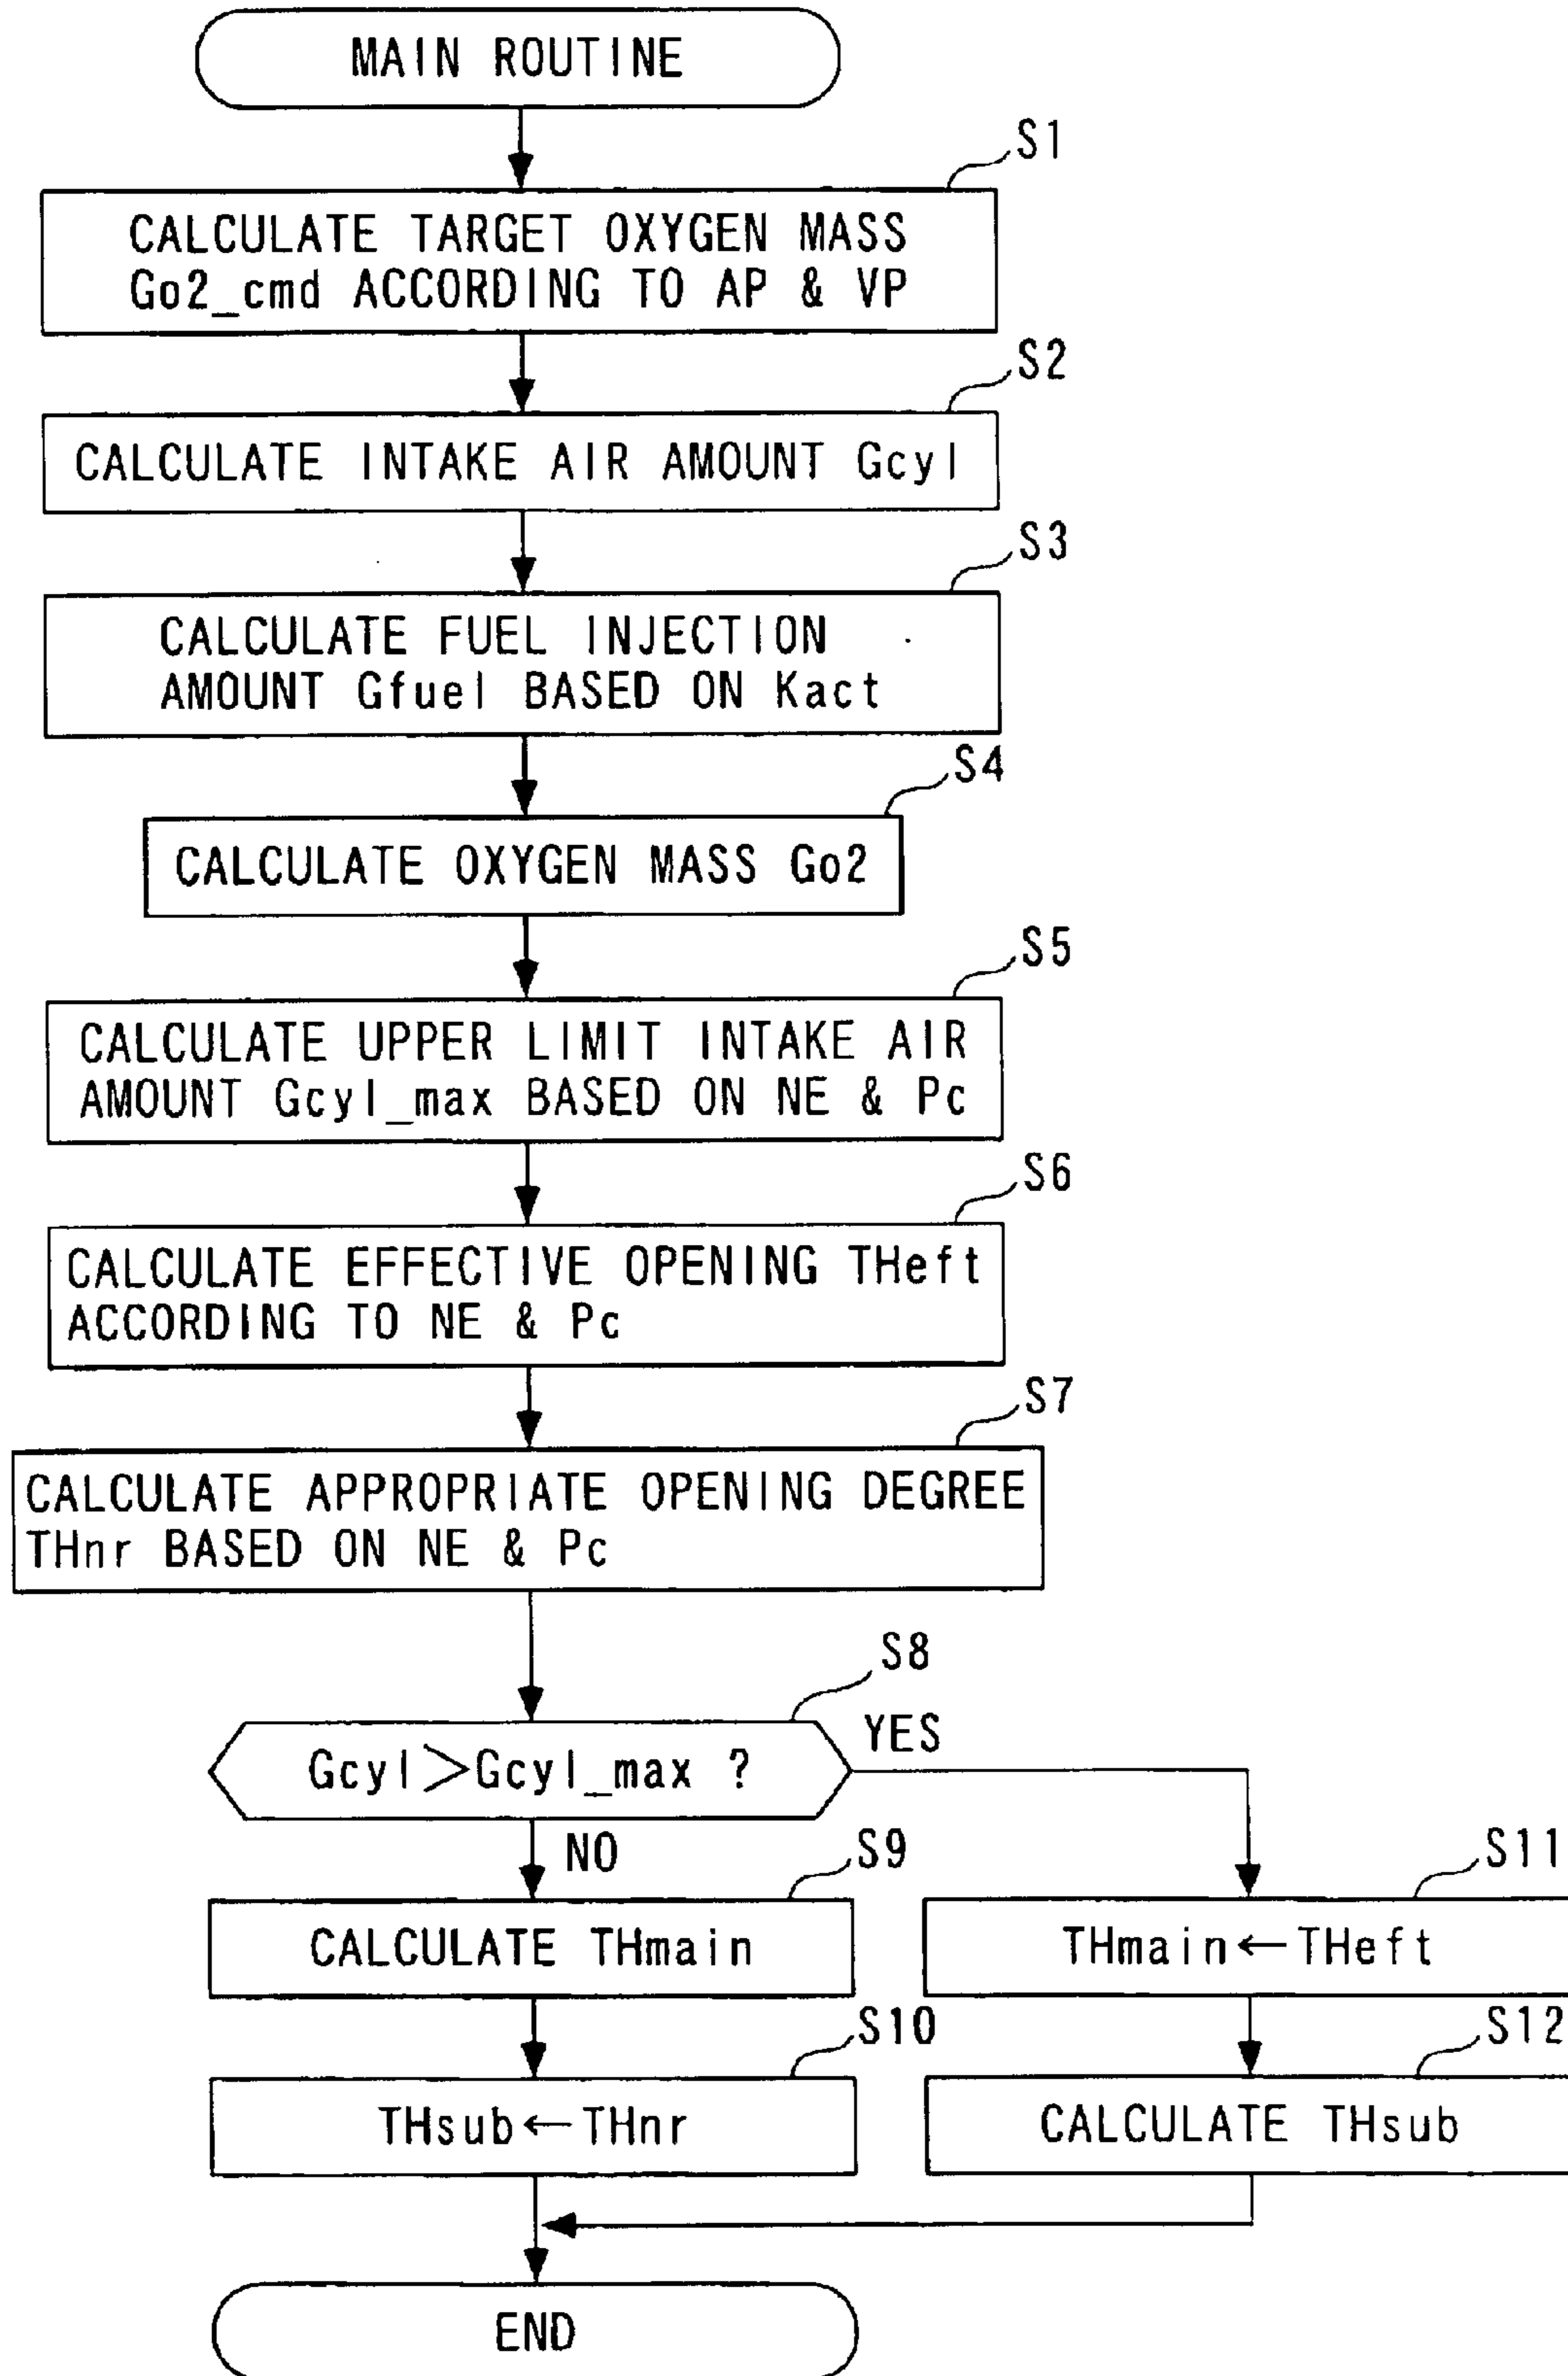 MAIN ROUTINE
S1
CALCULATE TARGET OXYGEN MASS
Go2_cmd ACCORDING TO AP & VP
S2
CALCULATE INTAKE AIR AMOUNT Gcyl
S3
CALCULATE FUEL INJECTION
AMOUNT Gfuel BASED ON Kact
S4
CALCULATE OXYGEN MASS Go2
S5
CALCULATE UPPER LIMIT INTAKE AIR
AMOUNT Gcyl_max BASED ON NE & Pc
S6
CALCULATE EFFECTIVE OPENING THeft
ACCORDING TO NE & Pc
S7
CALCULATE APPROPRIATE OPENING DEGREE
THnr BASED ON NE & Pc
S8
Gcyl>Gcyl_max ?
YES
NO
S9
CALCULATE THmain
S11
THmain←THeft
S10
THsub←THnr
S12
CALCULATE THsub
END